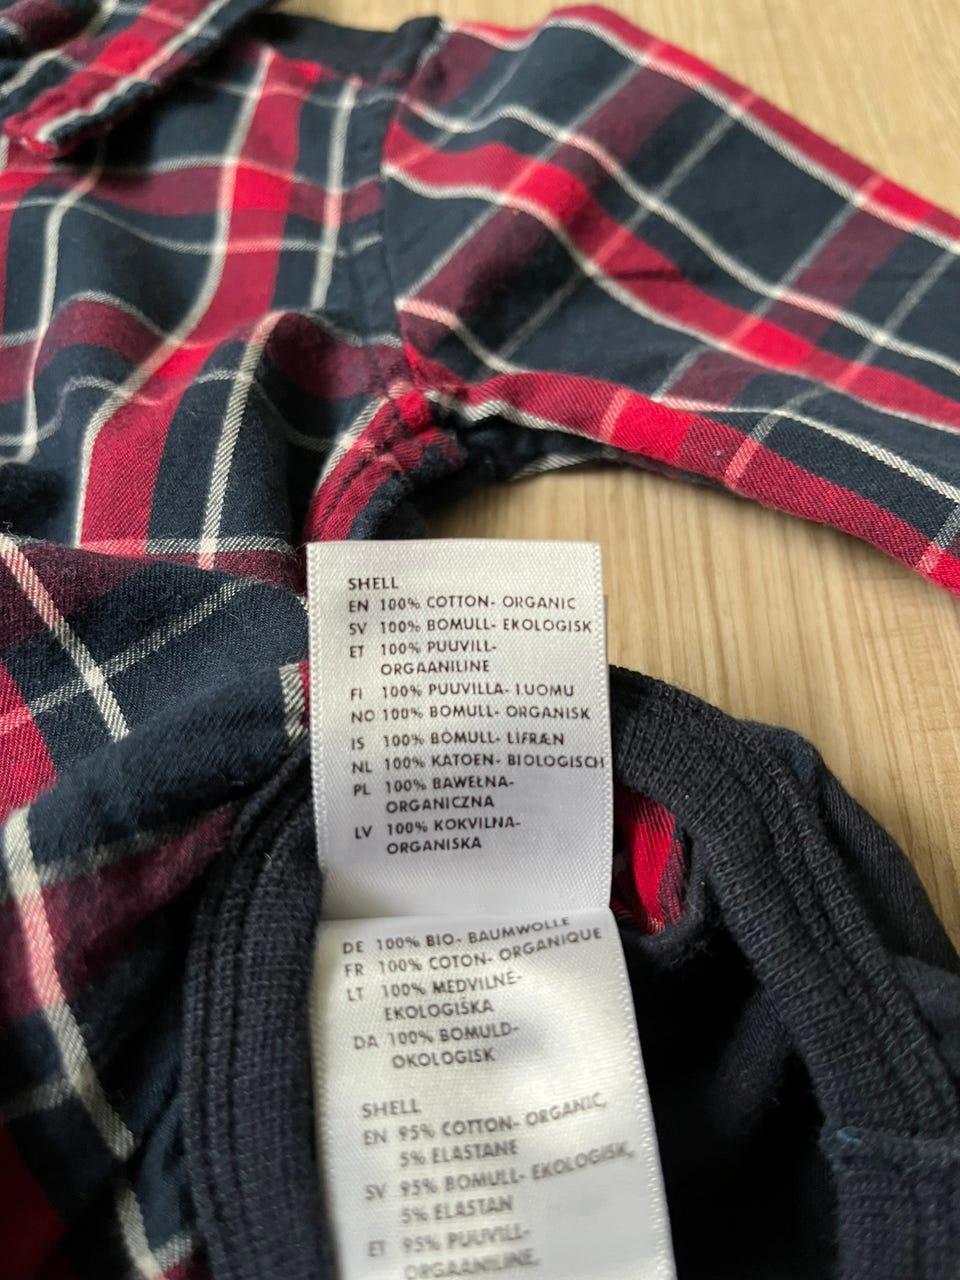 SHELL
EN 100% COTTON- ORGANIC
SV 100% BOMULL- EKOLOGISK
ET 100% PUUVILL-
ORGAANILINE
FI 100% PUUVILLA- LUOMU
NO 100% BOMULL- ORGANISK
IS 100% BÓMULL- LÍFRÆN
NL 100% KATOEN- BIOLOGISCH
PL 100% BAWEŁNA-
ORGANICZNA
LV 100% KOKVILNA-
ORGANISKA
DE 100% BIO- BAUMWOLLE
FR 100% COTON- ORGANIQUE
LT 100% MEDVILNĖ-
EKOLOGIŠKA
DA 100% BOMULD-
ØKOLOGISK
SHELL
EN 95% COTTON- ORGANIC,
5% ELASTANE
SV 95% BOMULL- EKOLOGISK,
5% ELASTAN
ET 95% PUUVILL-
ORGAANILINE,